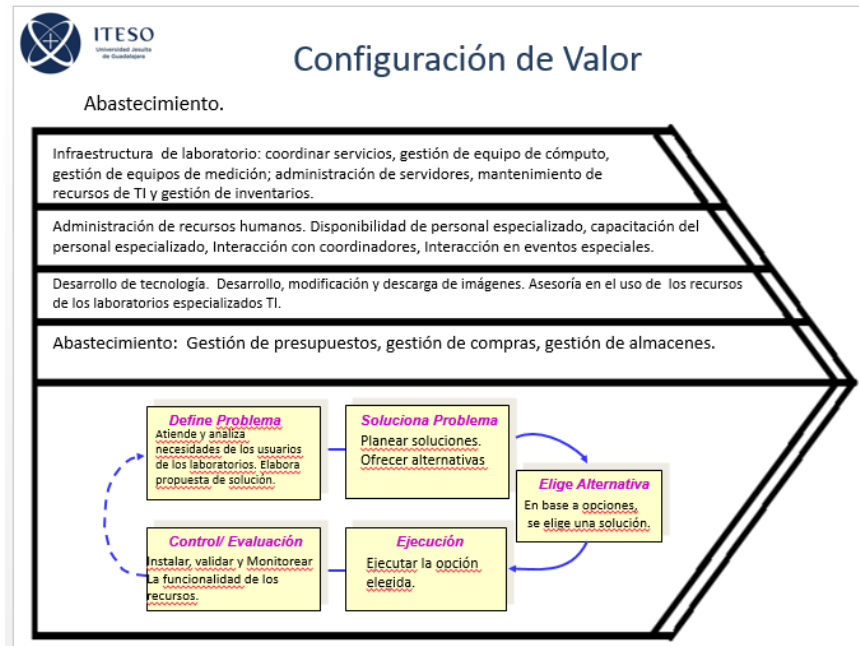 ITESO
Universidad Jesuita
de Guadalajara
Configuración de Valor
Abastecimiento.
Infraestructura de laboratorio: coordinar servicios, gestión de equipo de cómputo,
gestión de equipos de medición; administración de servidores, mantenimiento de
recursos de TI y gestión de inventarios.
Administración de recursos humanos. Disponibilidad de personal especializado, capacitación del
personal especializado, Interacción con coordinadores, Interacción en eventos especiales.
Desarrollo de tecnología. Desarrollo, modificación y descarga de imágenes. Asesoría en el uso de los recursos
de los laboratorios especializados TI.
Abastecimiento: Gestión de presupuestos, gestión de compras, gestión de almacenes.
Define Problema
Atiende y analiza
necesidades de los usuarios
de los laboratorios. Elabora
propuesta de solución.
Soluciona Problema
Planear soluciones.
Ofrecer alternativas
Elige Alternativa
En base a opciones,
se elige una solución.
Ejecución
Ejecutar la opción
elegida.
Control/ Evaluación
Instalar, validar y Monitorear
La funcionalidad de los
recursos.